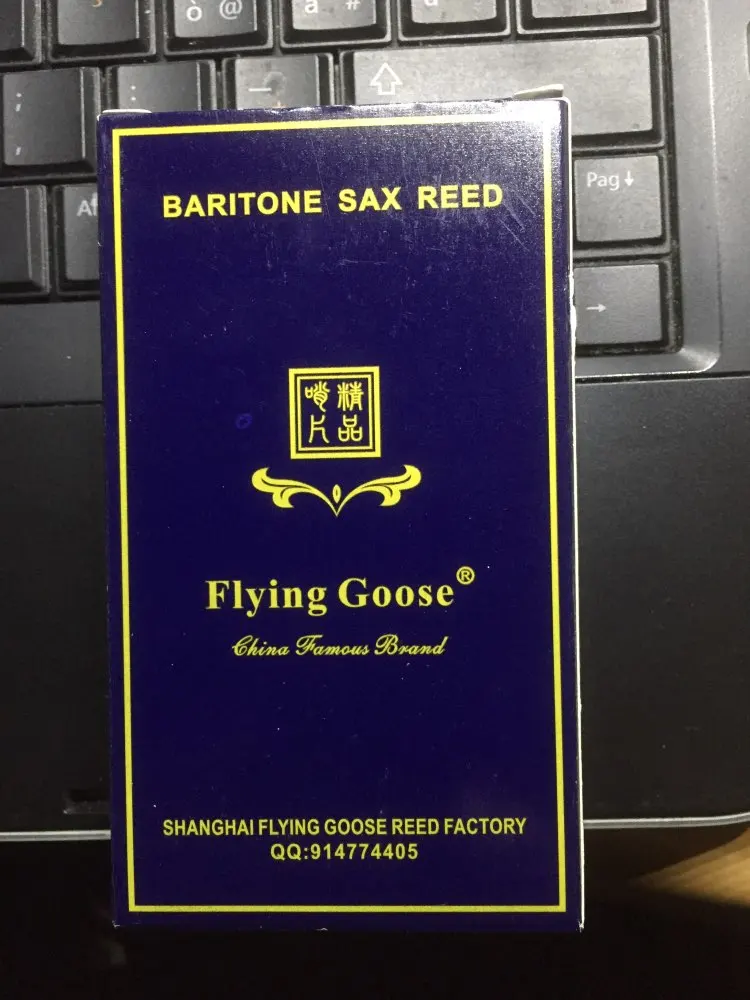 ò @
à #
⇧
Pag↓
→
BARITONE SAX REED
精品
哨片
Flying Goose®
China Famous Brand
SHANGHAI FLYING GOOSE REED FACTORY
QQ:914774405